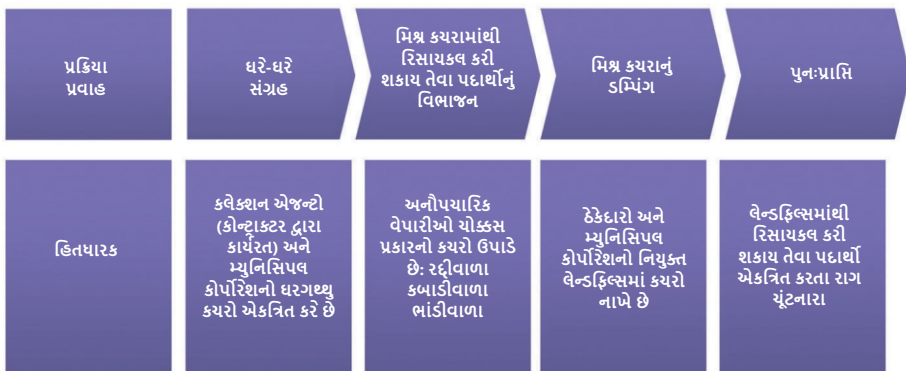 પ્રક્રિયા
પ્રવાહ
ઘરે-ઘરે
સંગ્રહ
મિશ્ર કચરામાંથી
રિસાયકલ કરી
શકાય તેવા પદાર્થોનું
વિભાજન
મિશ્ર કચરાનું
ડમ્પિંગ
પુનઃપ્રાપ્તિ
હિતધારક
કલેક્શન એજન્ટો
(કોન્ટ્રાક્ટર દ્વારા
કાર્યરત) અને
મ્યુનિસિપલ
કોર્પોરેશનો ઘરગથ્થુ
કચરો એકત્રિત કરે છે
અનૌપચારિક
વેપારીઓ ચોક્કસ
પ્રકારનો કચરો ઉપાડે
છે: રદ્દીવાળા
કબાડીવાળા
ભાંડીવાળા
ઠેકેદારો અને
મ્યુનિસિપલ
કોર્પોરેશનો નિયુક્ત
લેન્ડફિલ્સમાં કચરો
નાખે છે
લેન્ડફિલ્સમાંથી
રિસાયકલ કરી
શકાય તેવા પદાર્થો
એકત્રિત કરતા રાગ
ચૂંટનારા